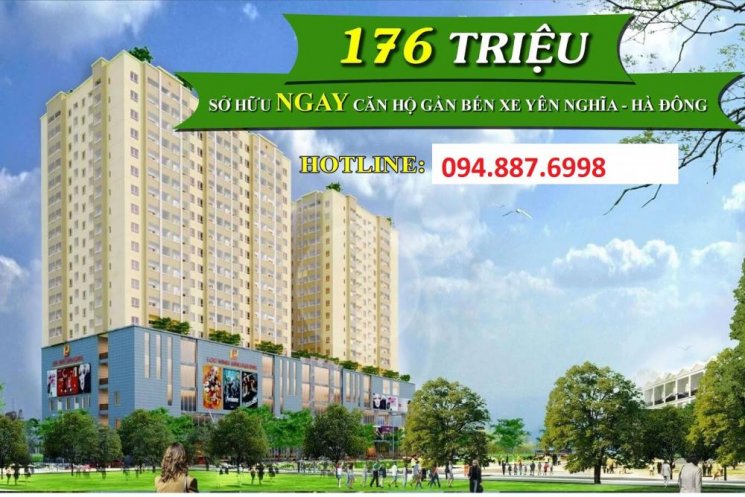 176 TRIỆU
SỞ HỮU NGAY CĂN HỘ GẦN BẾN XE YÊN NGHĨA - HÀ ĐÔNG
HOTLINE: 094.887.6998